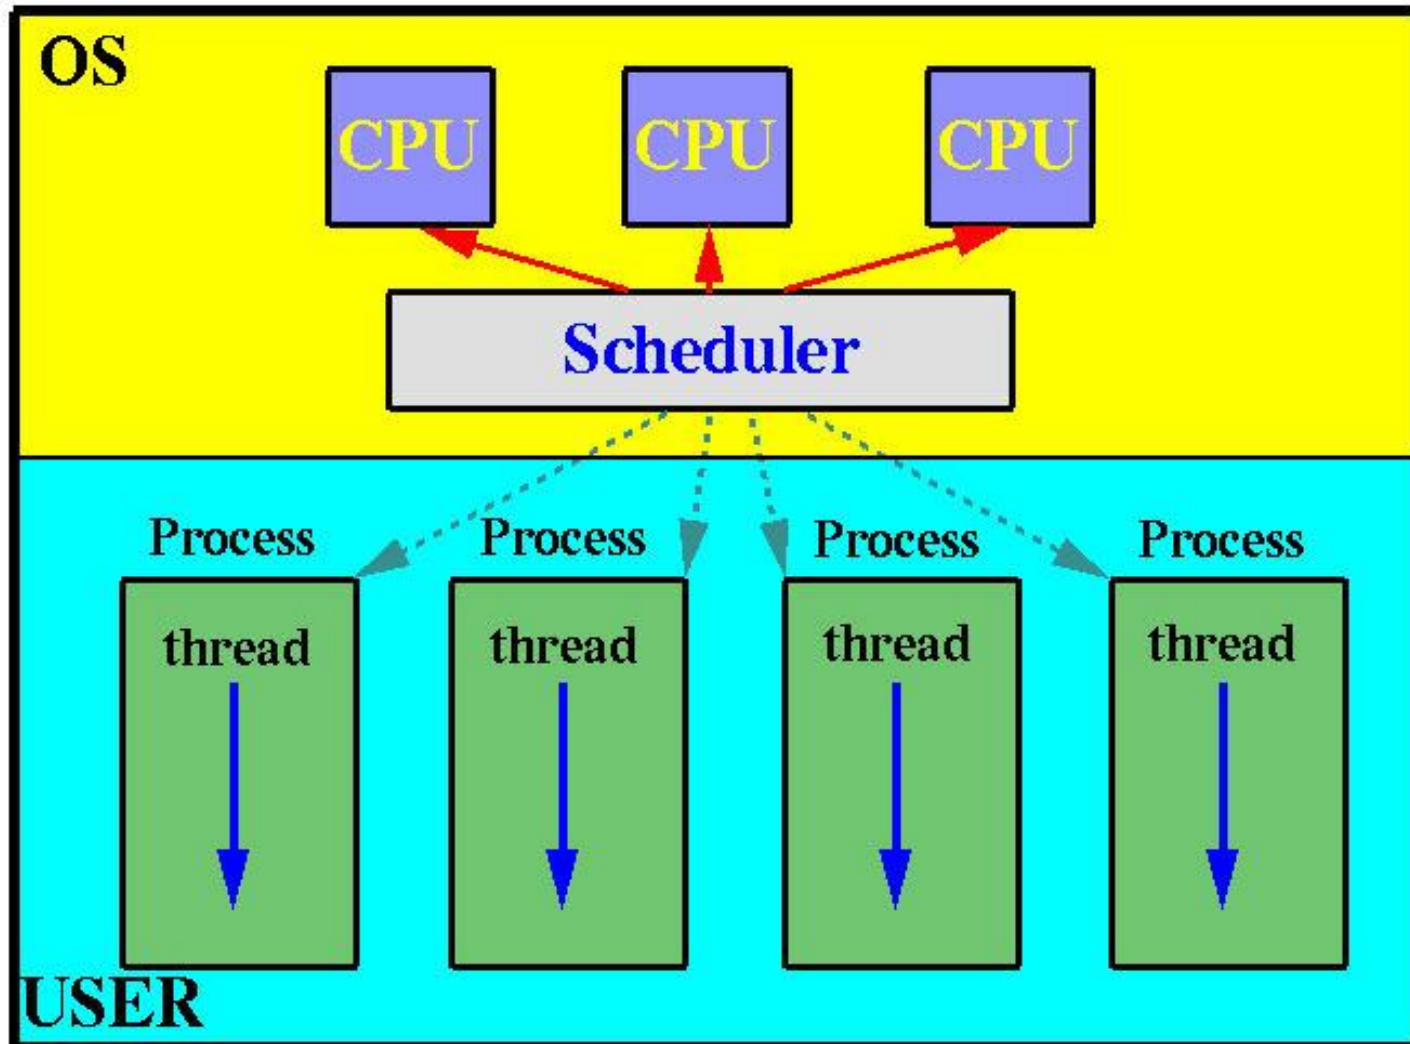 OS
CPU CPU CPU
Scheduler
Process Process Process Process
thread thread thread thread
USER